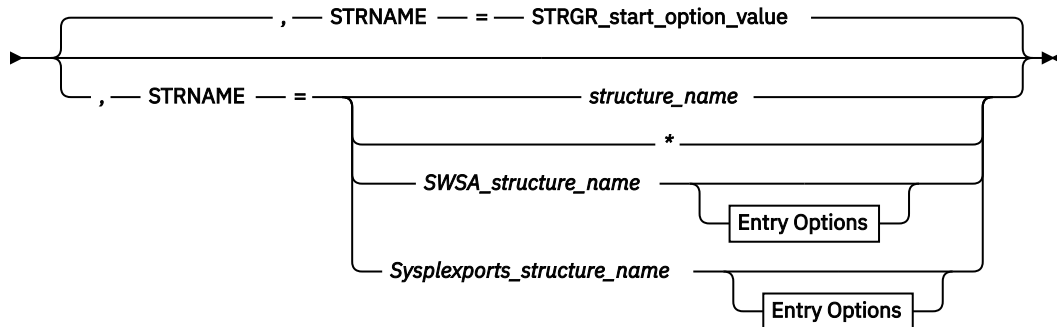 , STRNAME = STRGR_start_option_value
, STRNAME = structure_name
*
SWSA_structure_name
Entry Options
Sysplexports_structure_name
Entry Options